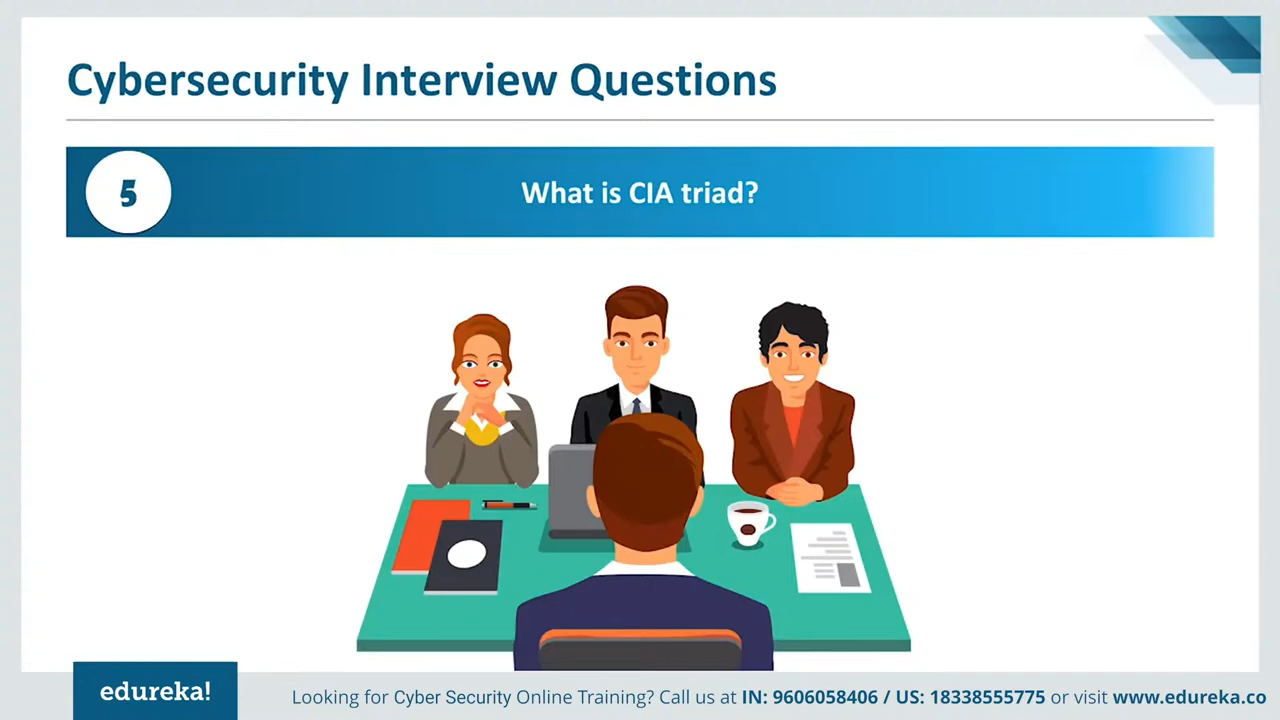 Cybersecurity Interview Questions
5
What is CIA triad?
edureka!
Looking for Cyber Security Online Training? Call us at IN: 9606058406 / US: 18338555775 or visit www.edureka.co